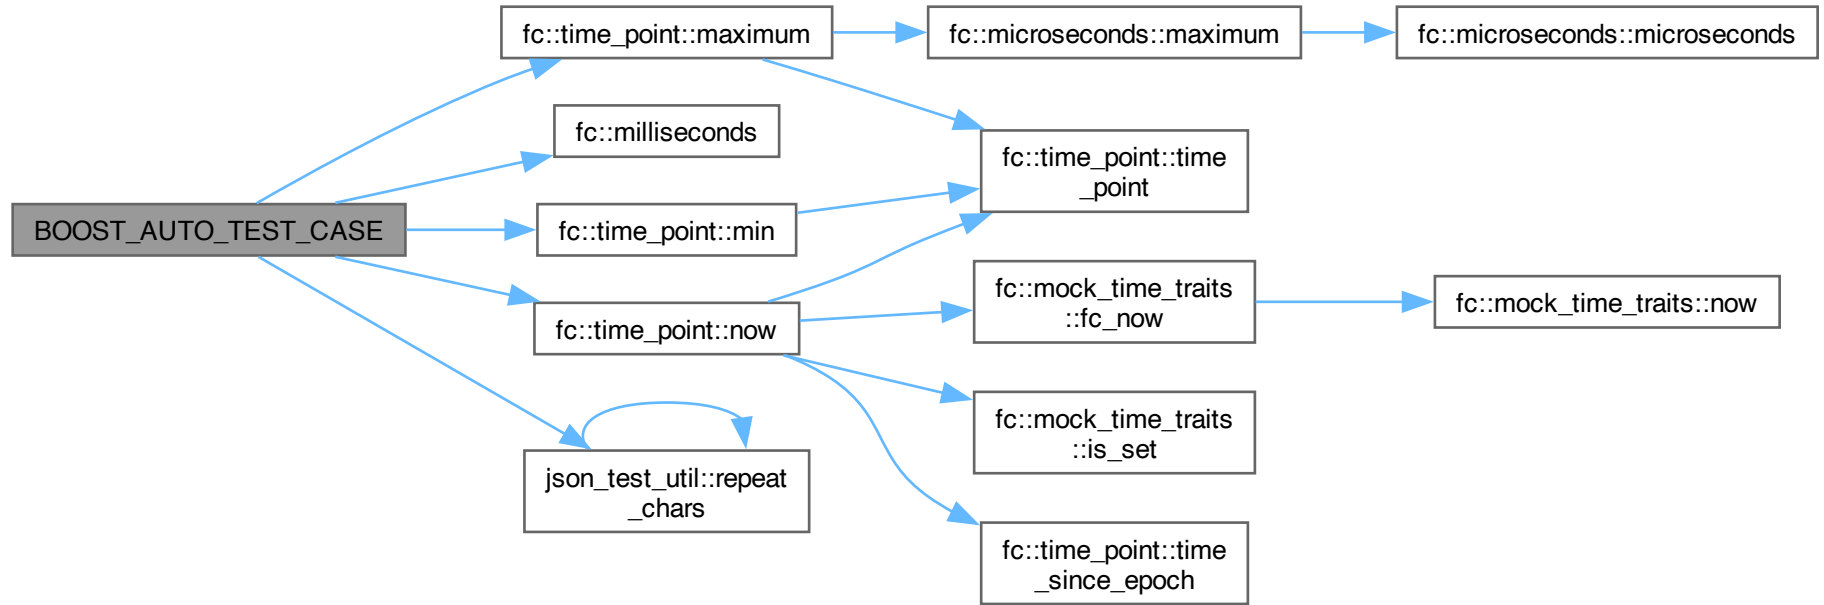 fc::time_point::maximum
fc::microseconds::maximum
fc::microseconds::microseconds
fc::milliseconds
fc::time_point::time
_point
BOOST_AUTO_TEST_CASE
fc::time_point::min
fc::mock_time_traits
::fc_now
fc::mock_time_traits::now
fc::time_point::now
fc::mock_time_traits
::is_set
json_test_util::repeat
_chars
fc::time_point::time
_since_epoch